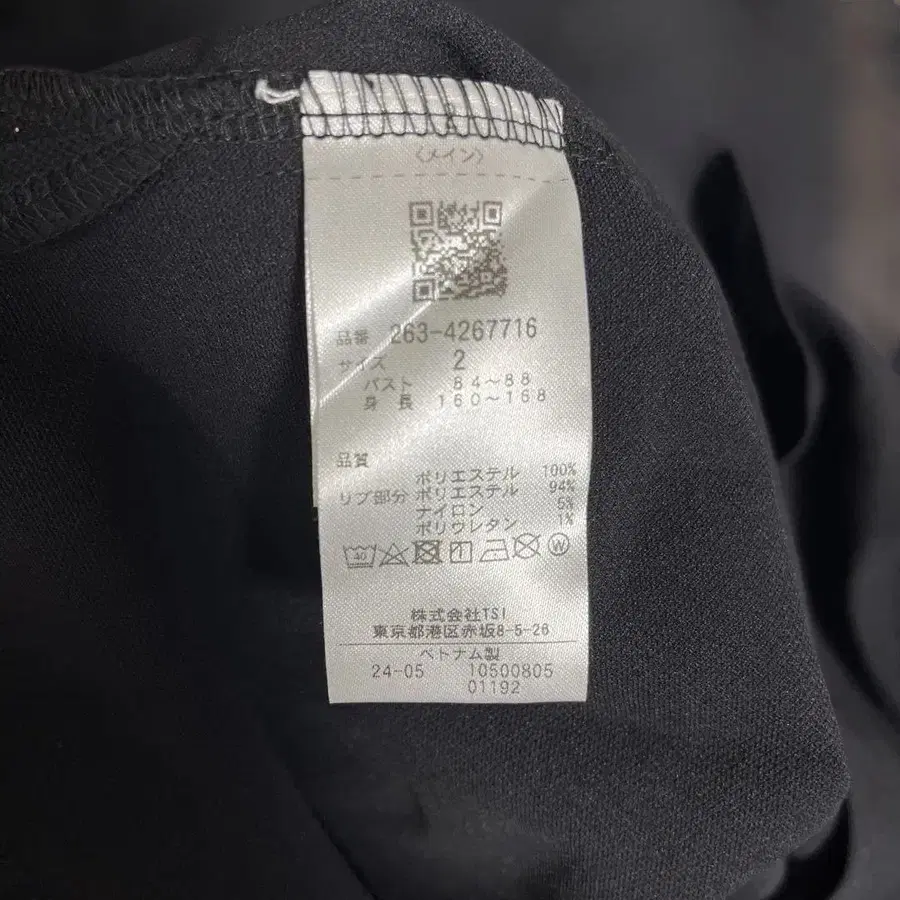 〈メイン〉
品番 263-4267716
サイズ 2
バスト 84〜88
身長 160〜168
品質
ポリエステル 100%
リブ部分 ポリエステル 94%
ナイロン 5%
ポリウレタン 1%
40 W
株式会社TSI
東京都港区赤坂8-5-26
ベトナム製
24-05 10500805
01192